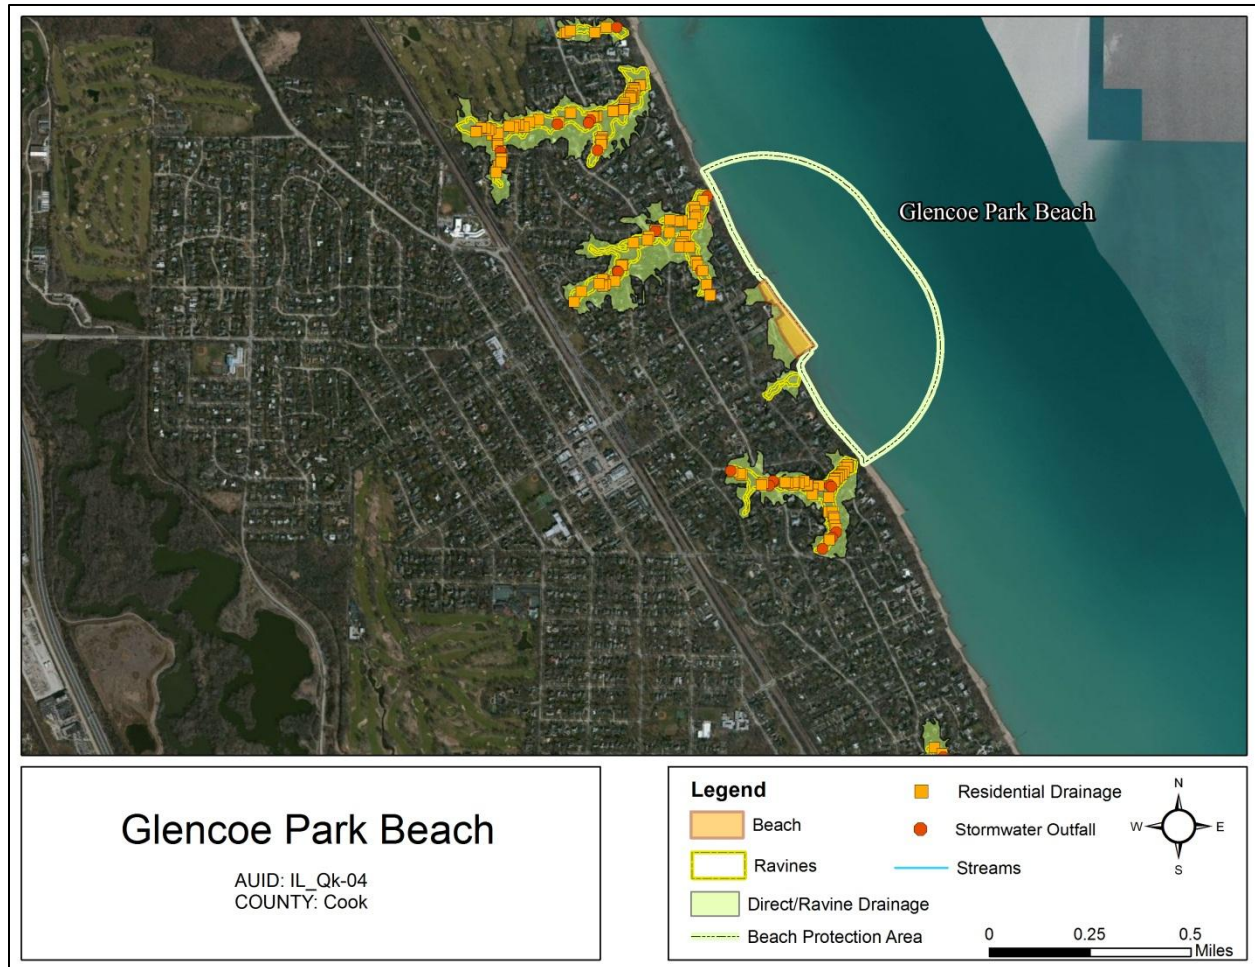 Glencoe Park Beach
Glencoe Park Beach
AUID: IL_Qk-04
COUNTY: Cook
Legend
Beach
Ravines
Direct/Ravine Drainage
Beach Protection Area
Residential Drainage
Stormwater Outfall
Streams
N
W E
S
0 0.25 0.5
Miles